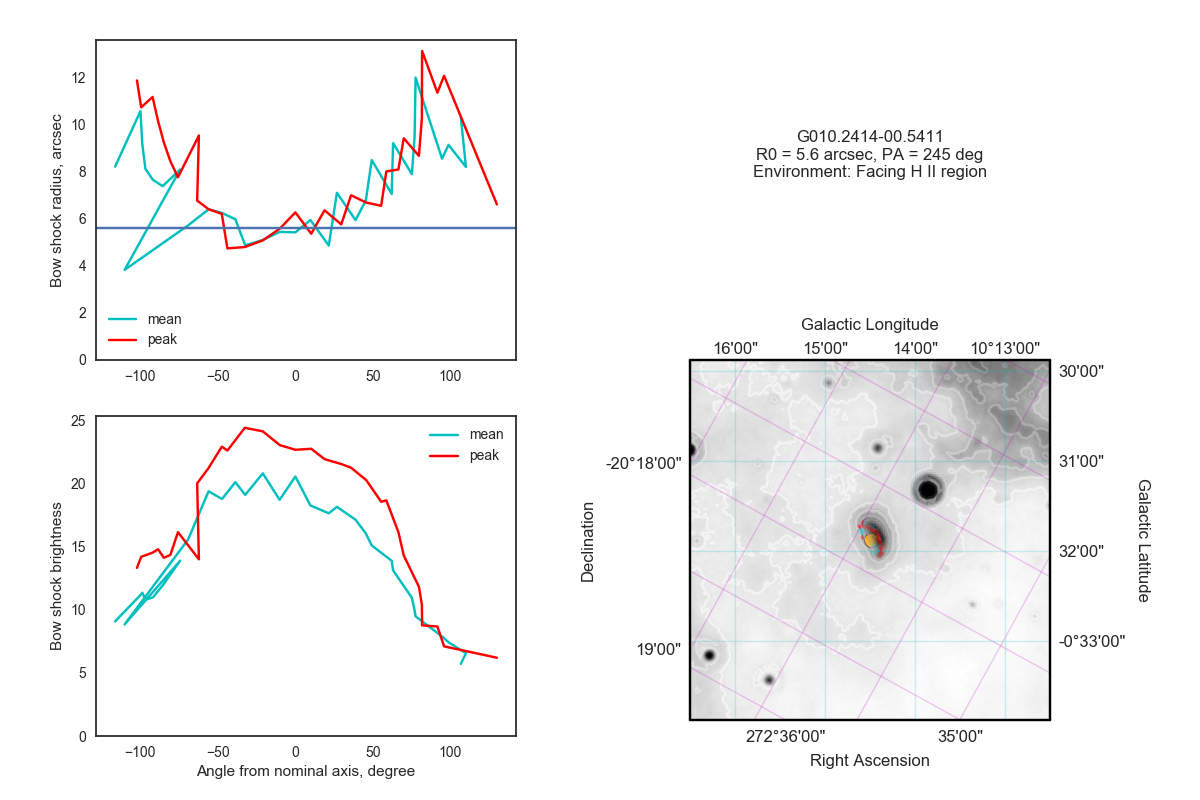 Bow shock radius, arcsec
12
10
8
6
4
2
0
mean
peak
−100
−50
0
50
100
Bow shock brightness
25
20
15
10
5
0
mean
peak
−100
−50
0
50
100
Angle from nominal axis, degree
G010.2414-00.5411
R0 = 5.6 arcsec, PA = 245 deg
Environment: Facing H II region
Galactic Longitude
16'00" 15'00" 14'00" 10°13'00"
30'00"
31'00"
32'00"
-0°33'00"
Galactic Latitude
-20°18'00"
19'00"
Declination
272°36'00" 35'00"
Right Ascension